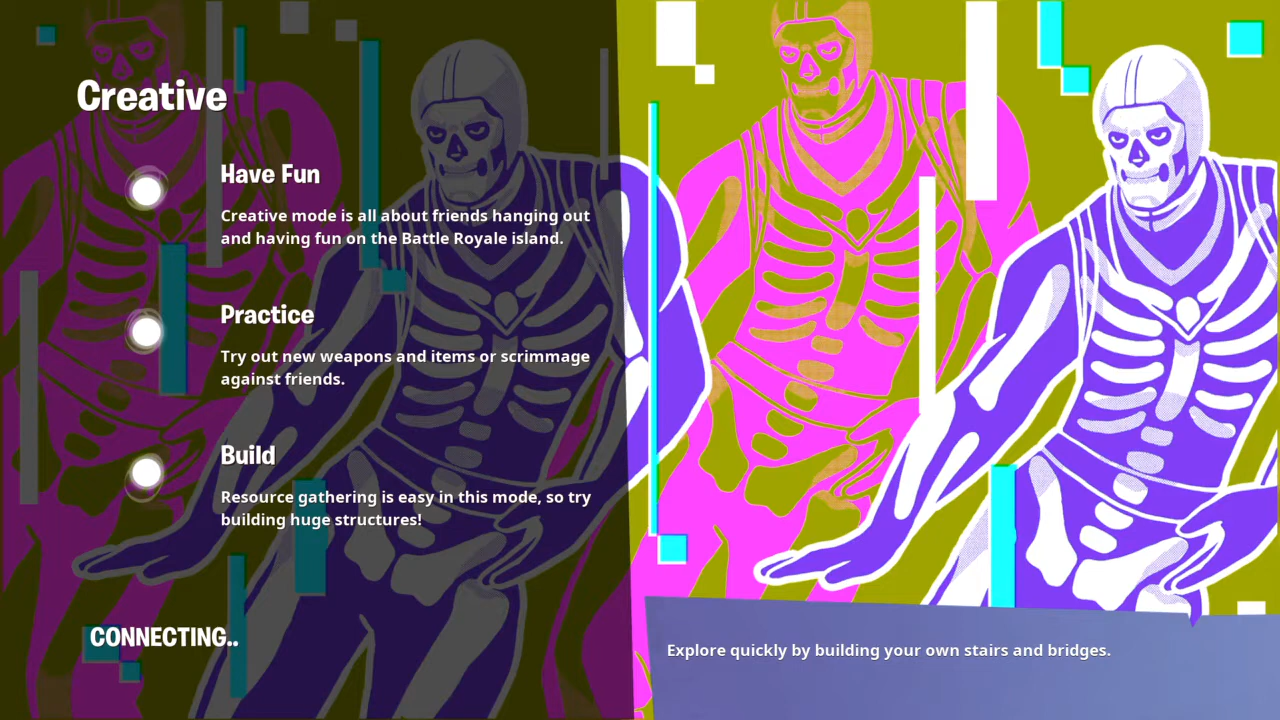 Creative
Have Fun
Creative mode is all about friends hanging out
and having fun on the Battle Royale island.
Practice
Try out new weapons and items or scrimmage
against friends.
Build
Resource gathering is easy in this mode, so try
building huge structures!
CONNECTING..
Explore quickly by building your own stairs and bridges.